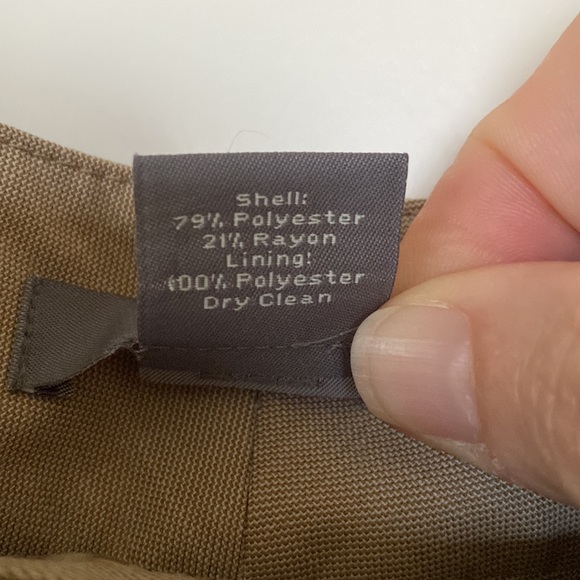 Shell:
79% Polyester
21% Rayon
Lining:
100% Polyester
Dry Clean